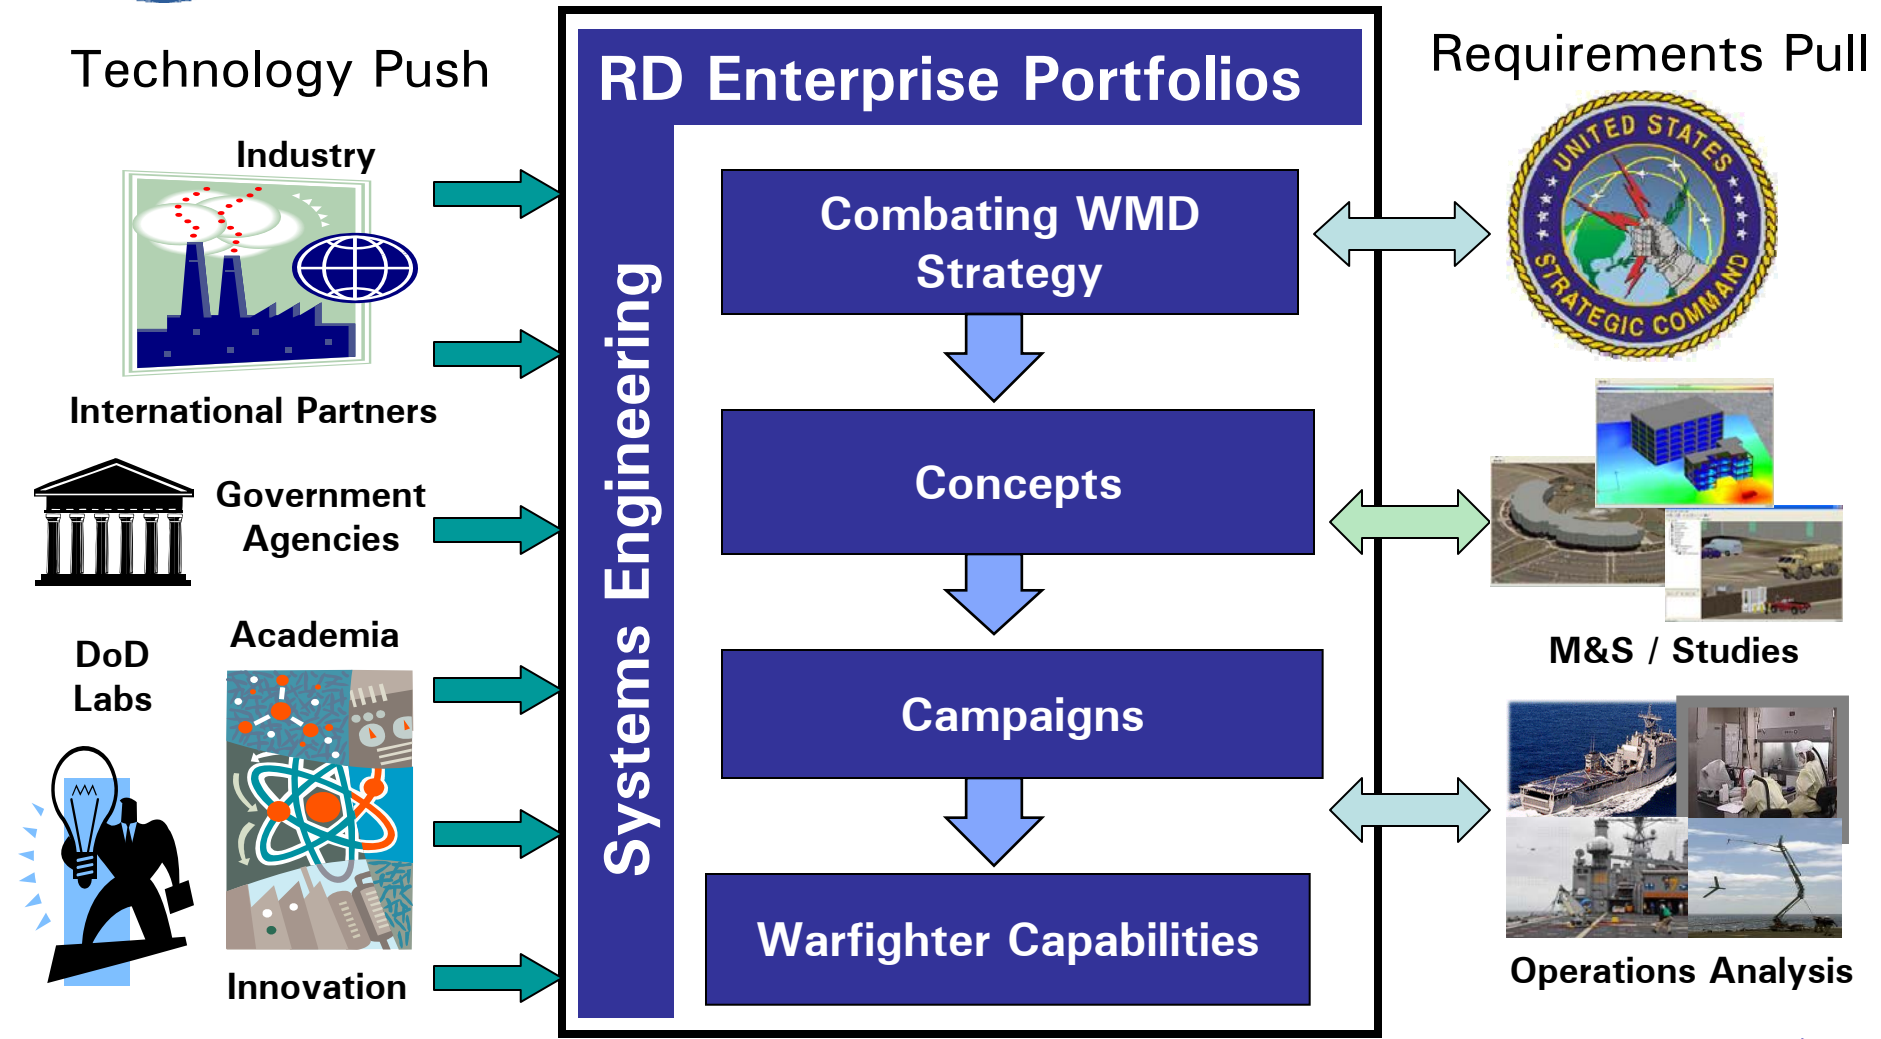 Technology Push
Industry
International Partners
Government
Agencies
Academia
DoD
Labs
Innovation
RD Enterprise Portfolios
Systems Engineering
Combating WMD
Strategy
Concepts
Campaigns
Warfighter Capabilities
Requirements Pull
UNITED STATES
STRATEGIC COMMAND
M&S / Studies
Operations Analysis